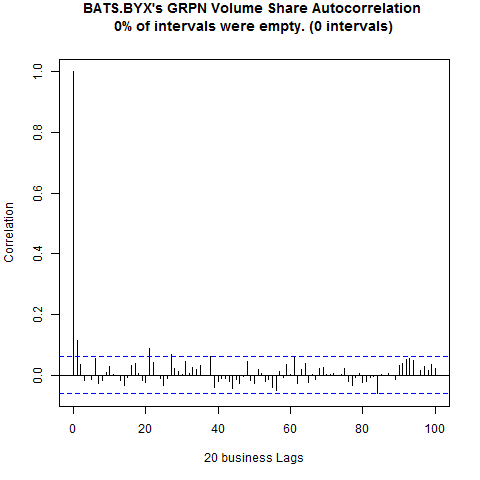 BATS.BYX's GRPN Volume Share Autocorrelation
0% of intervals were empty. (0 intervals)
Correlation
1.0
0.8
0.6
0.4
0.2
0.0
0 20 40 60 80 100
20 business Lags